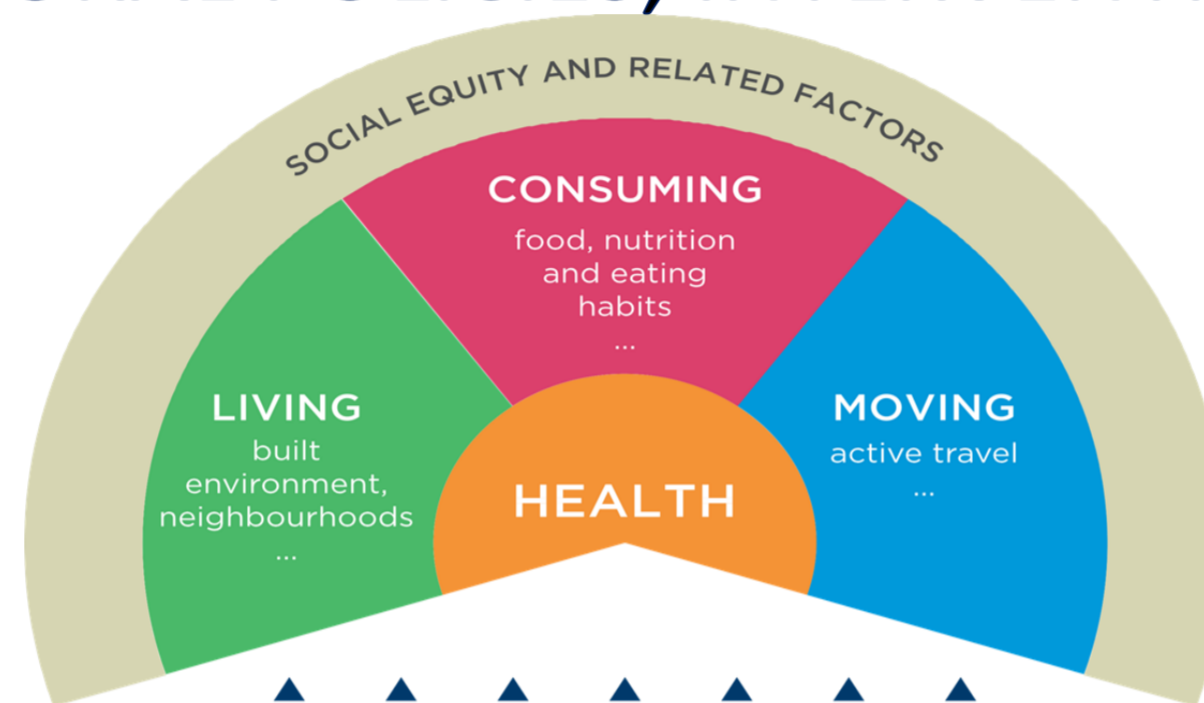 SOCIAL EQUITY AND RELATED FACTORS
CONSUMING
food, nutrition
and eating
habits
...
LIVING
built
environment,
neighbourhoods
...
MOVING
active travel
...
HEALTH